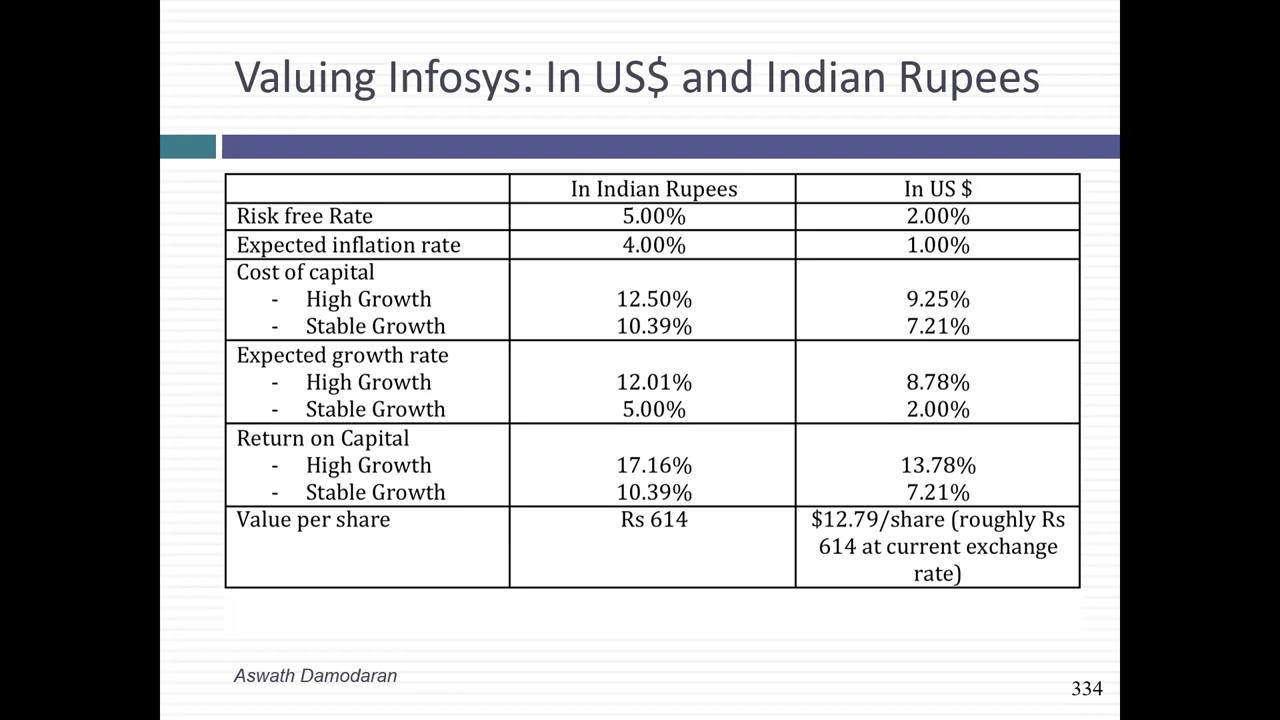 Valuing Infosys: In US$ and Indian Rupees
In Indian Rupees In US $
Risk free Rate 5.00% 2.00%
Expected inflation rate 4.00% 1.00%
Cost of capital
- High Growth 12.50% 9.25%
- Stable Growth 10.39% 7.21%
Expected growth rate
- High Growth 12.01% 8.78%
- Stable Growth 5.00% 2.00%
Return on Capital
- High Growth 17.16% 13.78%
- Stable Growth 10.39% 7.21%
Value per share Rs 614 $12.79/share (roughly Rs
614 at current exchange
rate)
Aswath Damodaran
334